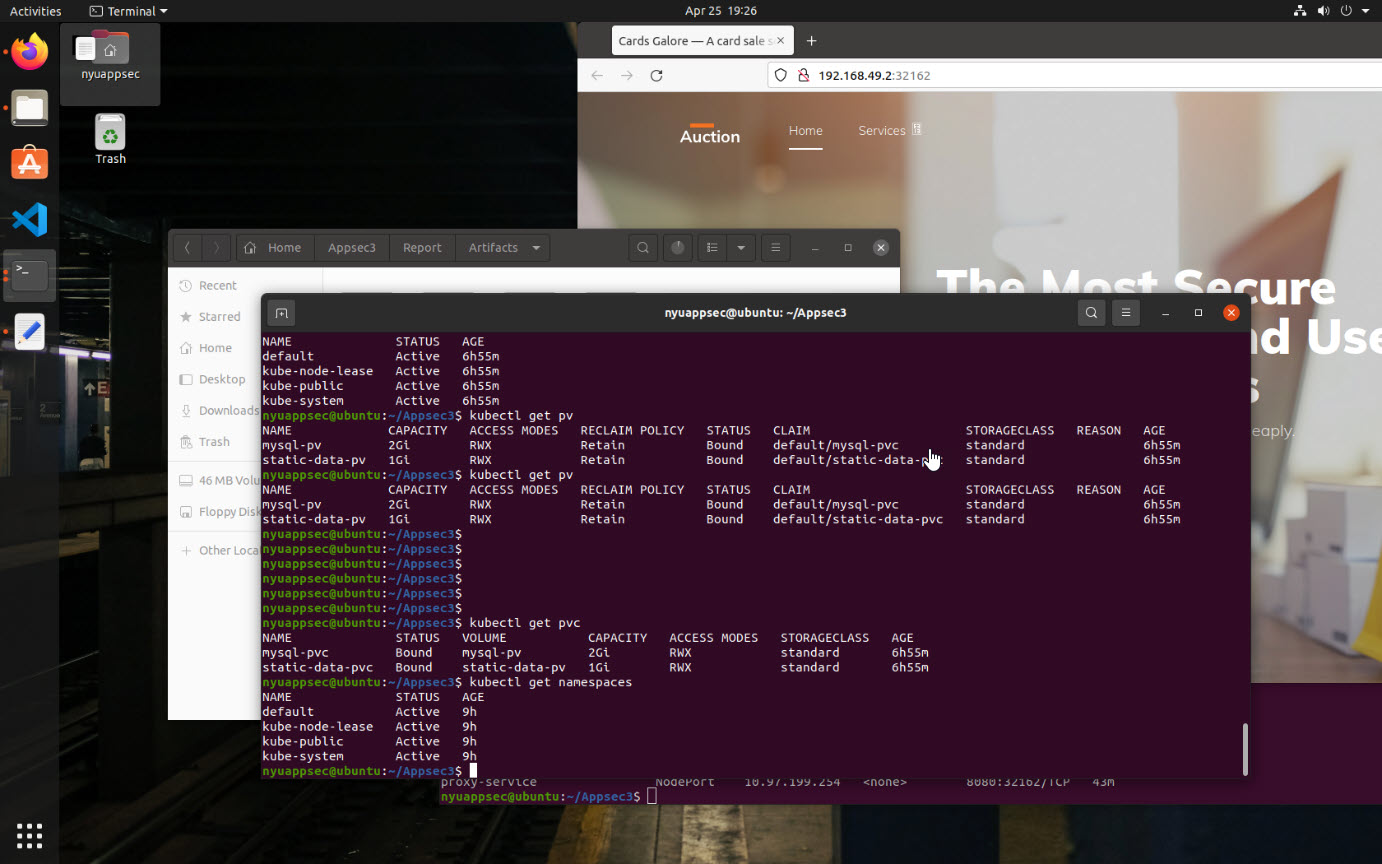 Activities Terminal Apr 25 19:26
nyuappsec
Trash
Cards Galore — A card sale s
192.168.49.2:32162
Auction Home Services
The Most Secure
nd Use
s
eaply.
Home Appsec3 Report Artifacts
Recent
Starred
Home
Desktop
Downloads
Trash
46 MB Volu
Floppy Disk
Other Loca
nyuappsec@ubuntu: ~/Appsec3
NAME STATUS AGE
default Active 6h55m
kube-node-lease Active 6h55m
kube-public Active 6h55m
kube-system Active 6h55m
nyuappsec@ubuntu:~/Appsec3$ kubectl get pv
NAME CAPACITY ACCESS MODES RECLAIM POLICY STATUS CLAIM STORAGECLASS REASON AGE
mysql-pv 2Gi RWX Retain Bound default/mysql-pvc standard 6h55m
static-data-pv 1Gi RWX Retain Bound default/static-data-pvc standard 6h55m
nyuappsec@ubuntu:~/Appsec3$ kubectl get pv
NAME CAPACITY ACCESS MODES RECLAIM POLICY STATUS CLAIM STORAGECLASS REASON AGE
mysql-pv 2Gi RWX Retain Bound default/mysql-pvc standard 6h55m
static-data-pv 1Gi RWX Retain Bound default/static-data-pvc standard 6h55m
nyuappsec@ubuntu:~/Appsec3$
nyuappsec@ubuntu:~/Appsec3$
nyuappsec@ubuntu:~/Appsec3$
nyuappsec@ubuntu:~/Appsec3$
nyuappsec@ubuntu:~/Appsec3$
nyuappsec@ubuntu:~/Appsec3$
nyuappsec@ubuntu:~/Appsec3$ kubectl get pvc
NAME STATUS VOLUME CAPACITY ACCESS MODES STORAGECLASS AGE
mysql-pvc Bound mysql-pv 2Gi RWX standard 6h55m
static-data-pvc Bound static-data-pv 1Gi RWX standard 6h55m
nyuappsec@ubuntu:~/Appsec3$ kubectl get namespaces
NAME STATUS AGE
default Active 9h
kube-node-lease Active 9h
kube-public Active 9h
kube-system Active 9h
nyuappsec@ubuntu:~/Appsec3$
proxy-service NodePort 10.97.199.254 <none> 8080:32162/TCP 43m
nyuappsec@ubuntu:~/Appsec3$